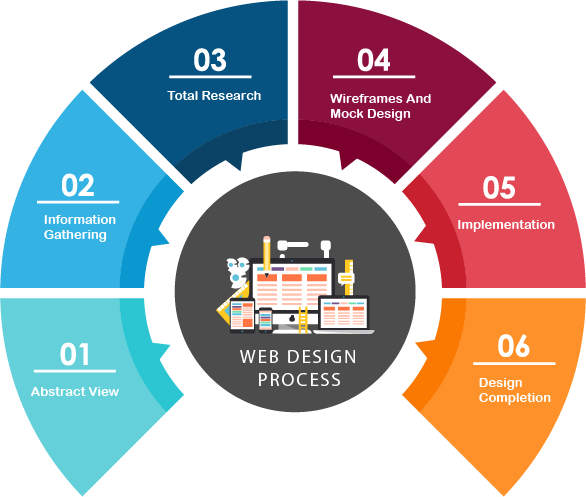 01
Abstract View
02
Information
Gathering
03
Total Research
04
Wireframes And
Mock Design
05
Implementation
06
Design
Completion
WEB DESIGN
PROCESS